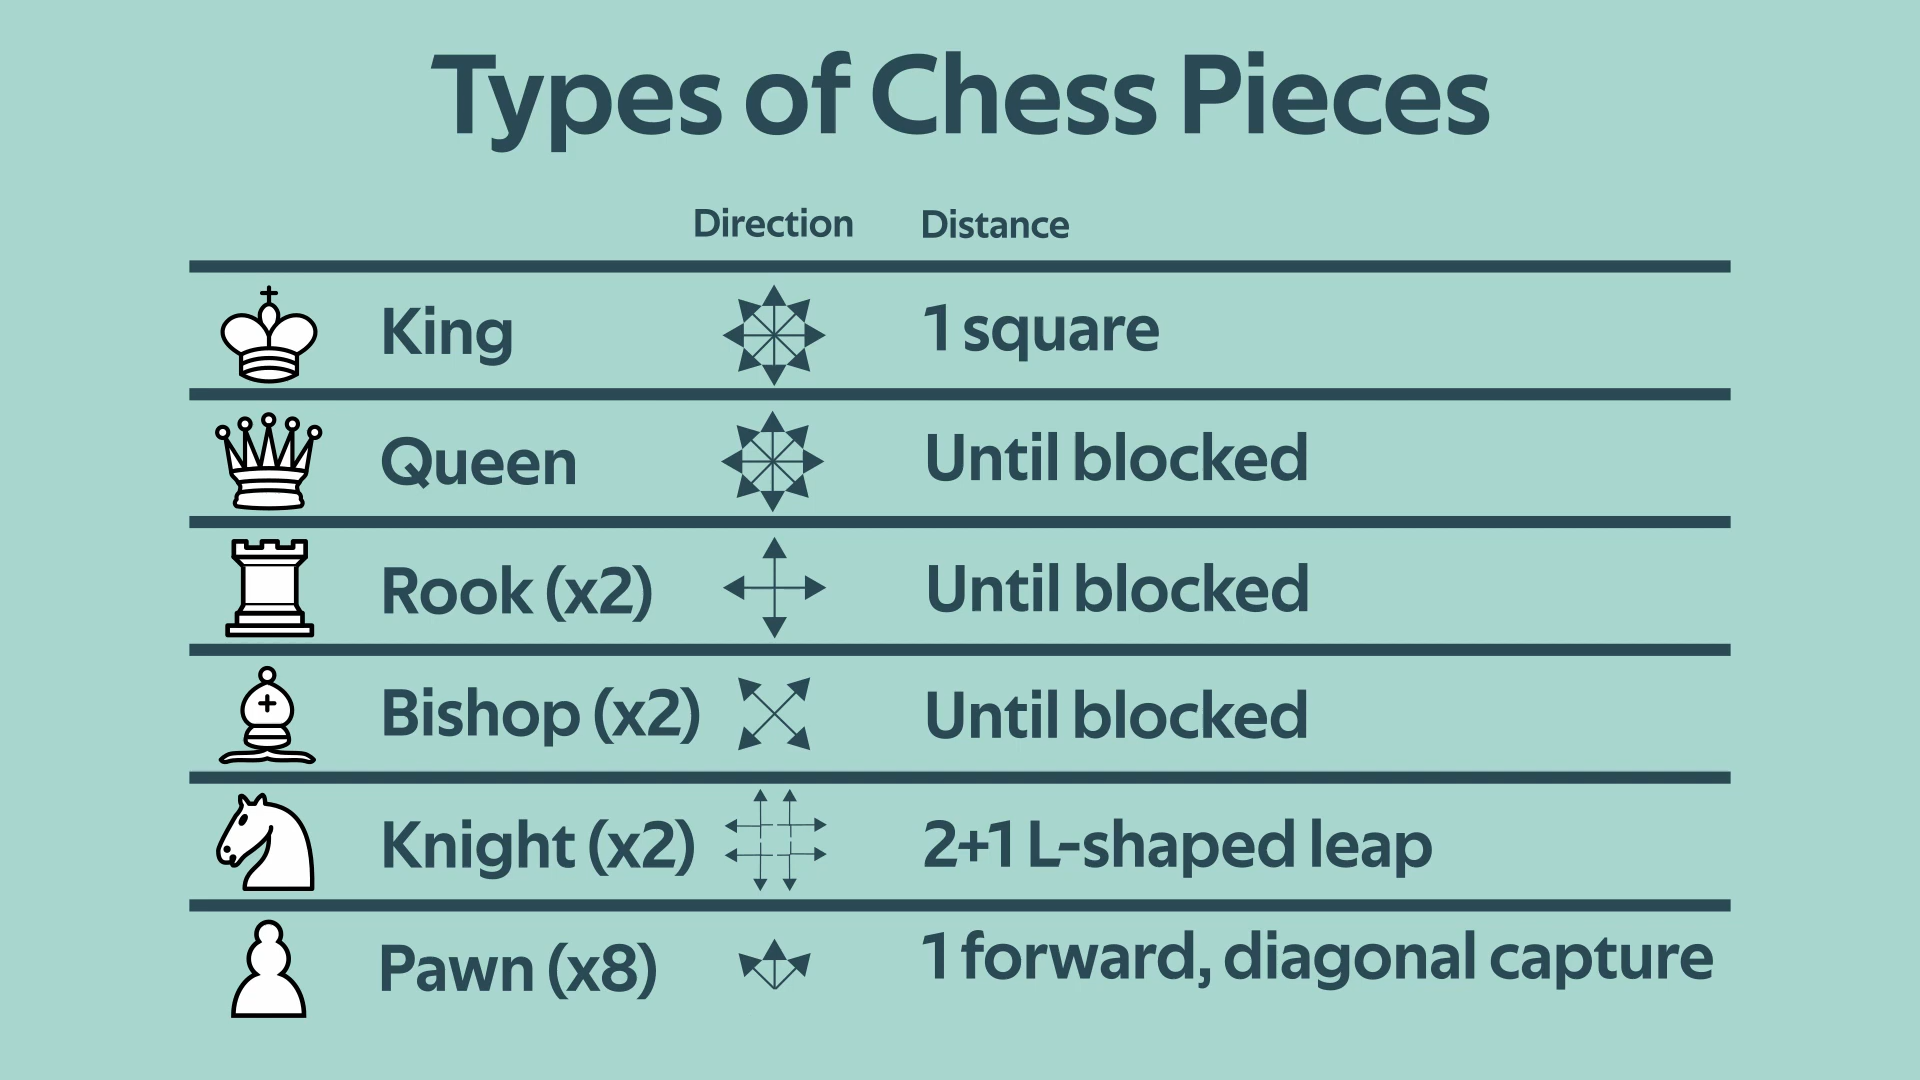 Types of Chess Pieces
Direction Distance
King 1 square
Queen Until blocked
Rook (x2) Until blocked
Bishop (x2) Until blocked
Knight (x2) 2+1 L-shaped leap
Pawn (x8) 1 forward, diagonal capture